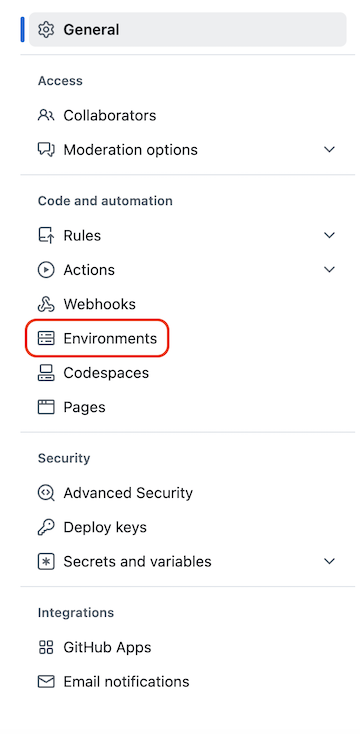 General
Access
Collaborators
Moderation options
Code and automation
Rules
Actions
Webhooks
Environments
Codespaces
Pages
Security
Advanced Security
Deploy keys
Secrets and variables
Integrations
GitHub Apps
Email notifications